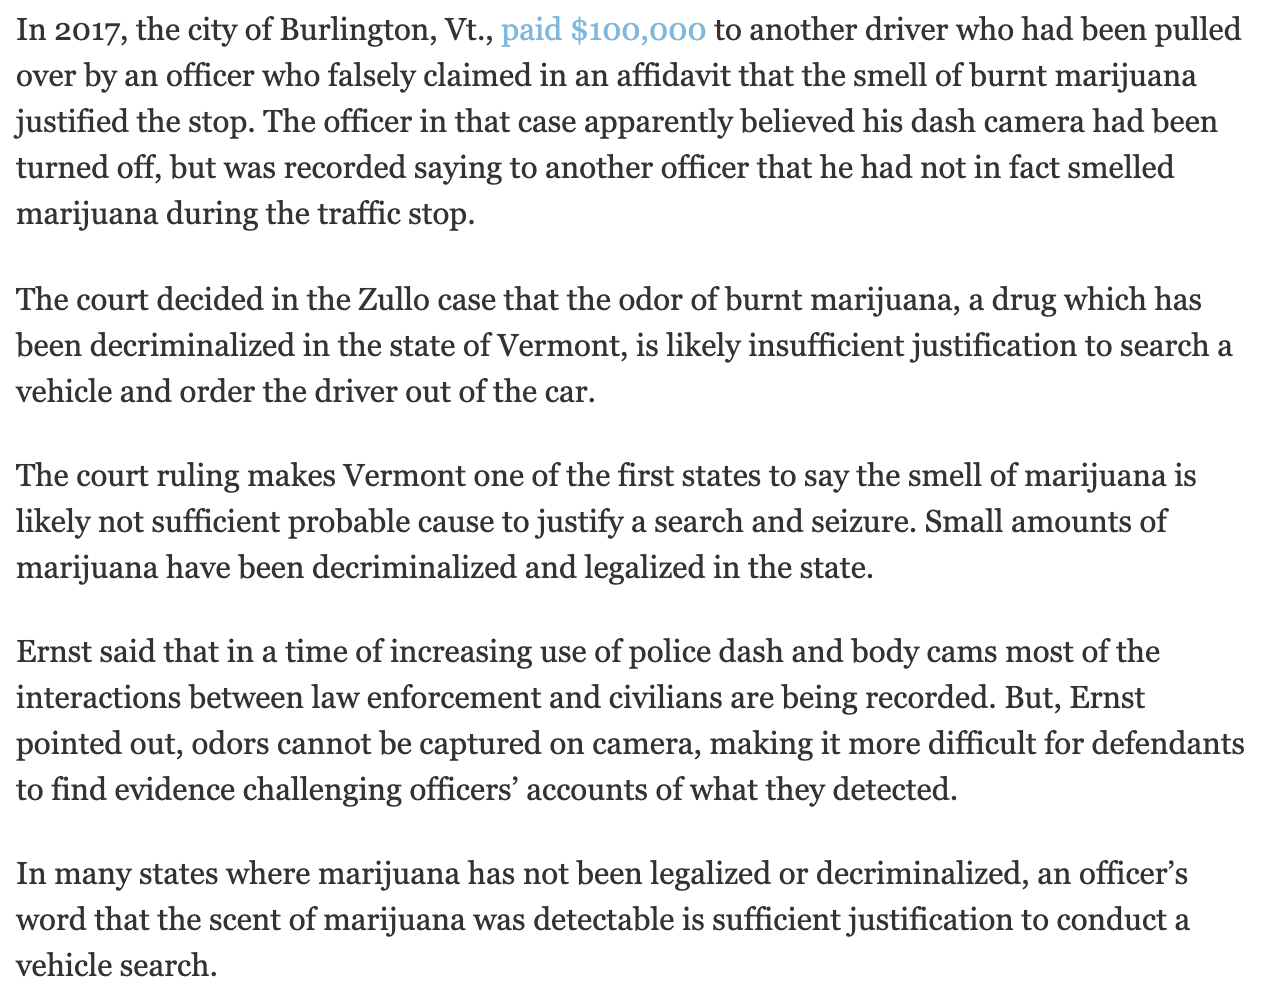 In 2017, the city of Burlington, Vt., paid $100,000 to another driver who had been pulled
over by an officer who falsely claimed in an affidavit that the smell of burnt marijuana
justified the stop. The officer in that case apparently believed his dash camera had been
turned off, but was recorded saying to another officer that he had not in fact smelled
marijuana during the traffic stop.
The court decided in the Zullo case that the odor of burnt marijuana, a drug which has
been decriminalized in the state of Vermont, is likely insufficient justification to search a
vehicle and order the driver out of the car.
The court ruling makes Vermont one of the first states to say the smell of marijuana is
likely not sufficient probable cause to justify a search and seizure. Small amounts of
marijuana have been decriminalized and legalized in the state.
Ernst said that in a time of increasing use of police dash and body cams most of the
interactions between law enforcement and civilians are being recorded. But, Ernst
pointed out, odors cannot be captured on camera, making it more difficult for defendants
to find evidence challenging officers’ accounts of what they detected.
In many states where marijuana has not been legalized or decriminalized, an officer’s
word that the scent of marijuana was detectable is sufficient justification to conduct a
vehicle search.